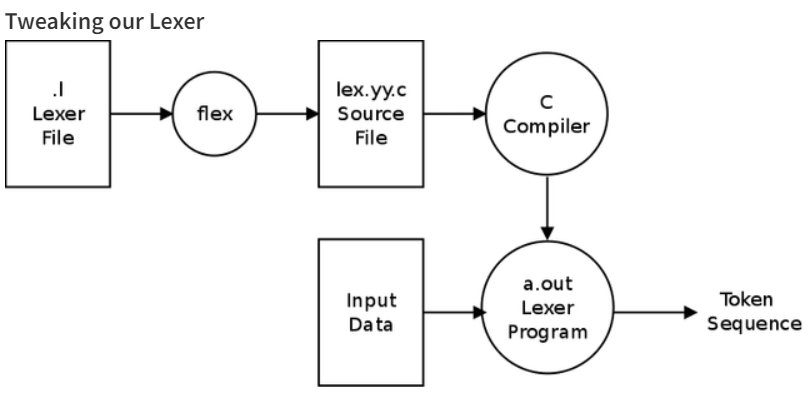 Tweaking our Lexer
.l
Lexer
File
flex
lex.yy.c
Source
File
C
Compiler
Input
Data
a.out
Lexer
Program
Token
Sequence